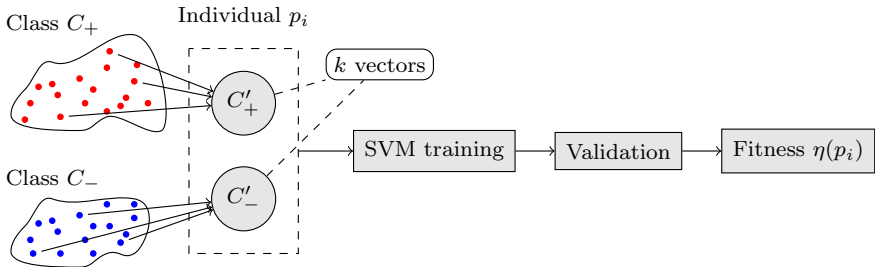 Individual $p_i$
Class $C_+$
$k$ vectors
$C'_+$
SVM training
Validation
Fitness $\eta(p_i)$
Class $C_-$
$C'_-$